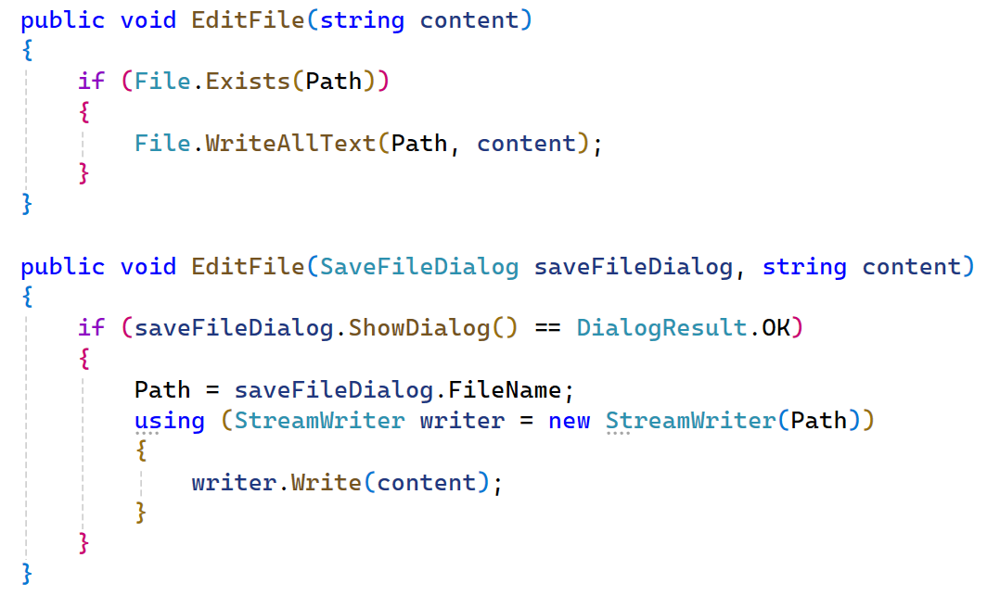 public void EditFile(string content)
{
    if (File.Exists(Path))
    {
        File.WriteAllText(Path, content);
    }
}

public void EditFile(SaveFileDialog saveFileDialog, string content)
{
    if (saveFileDialog.ShowDialog() == DialogResult.OK)
    {
        Path = saveFileDialog.FileName;
        using (StreamWriter writer = new StreamWriter(Path))
        {
            writer.Write(content);
        }
    }
}